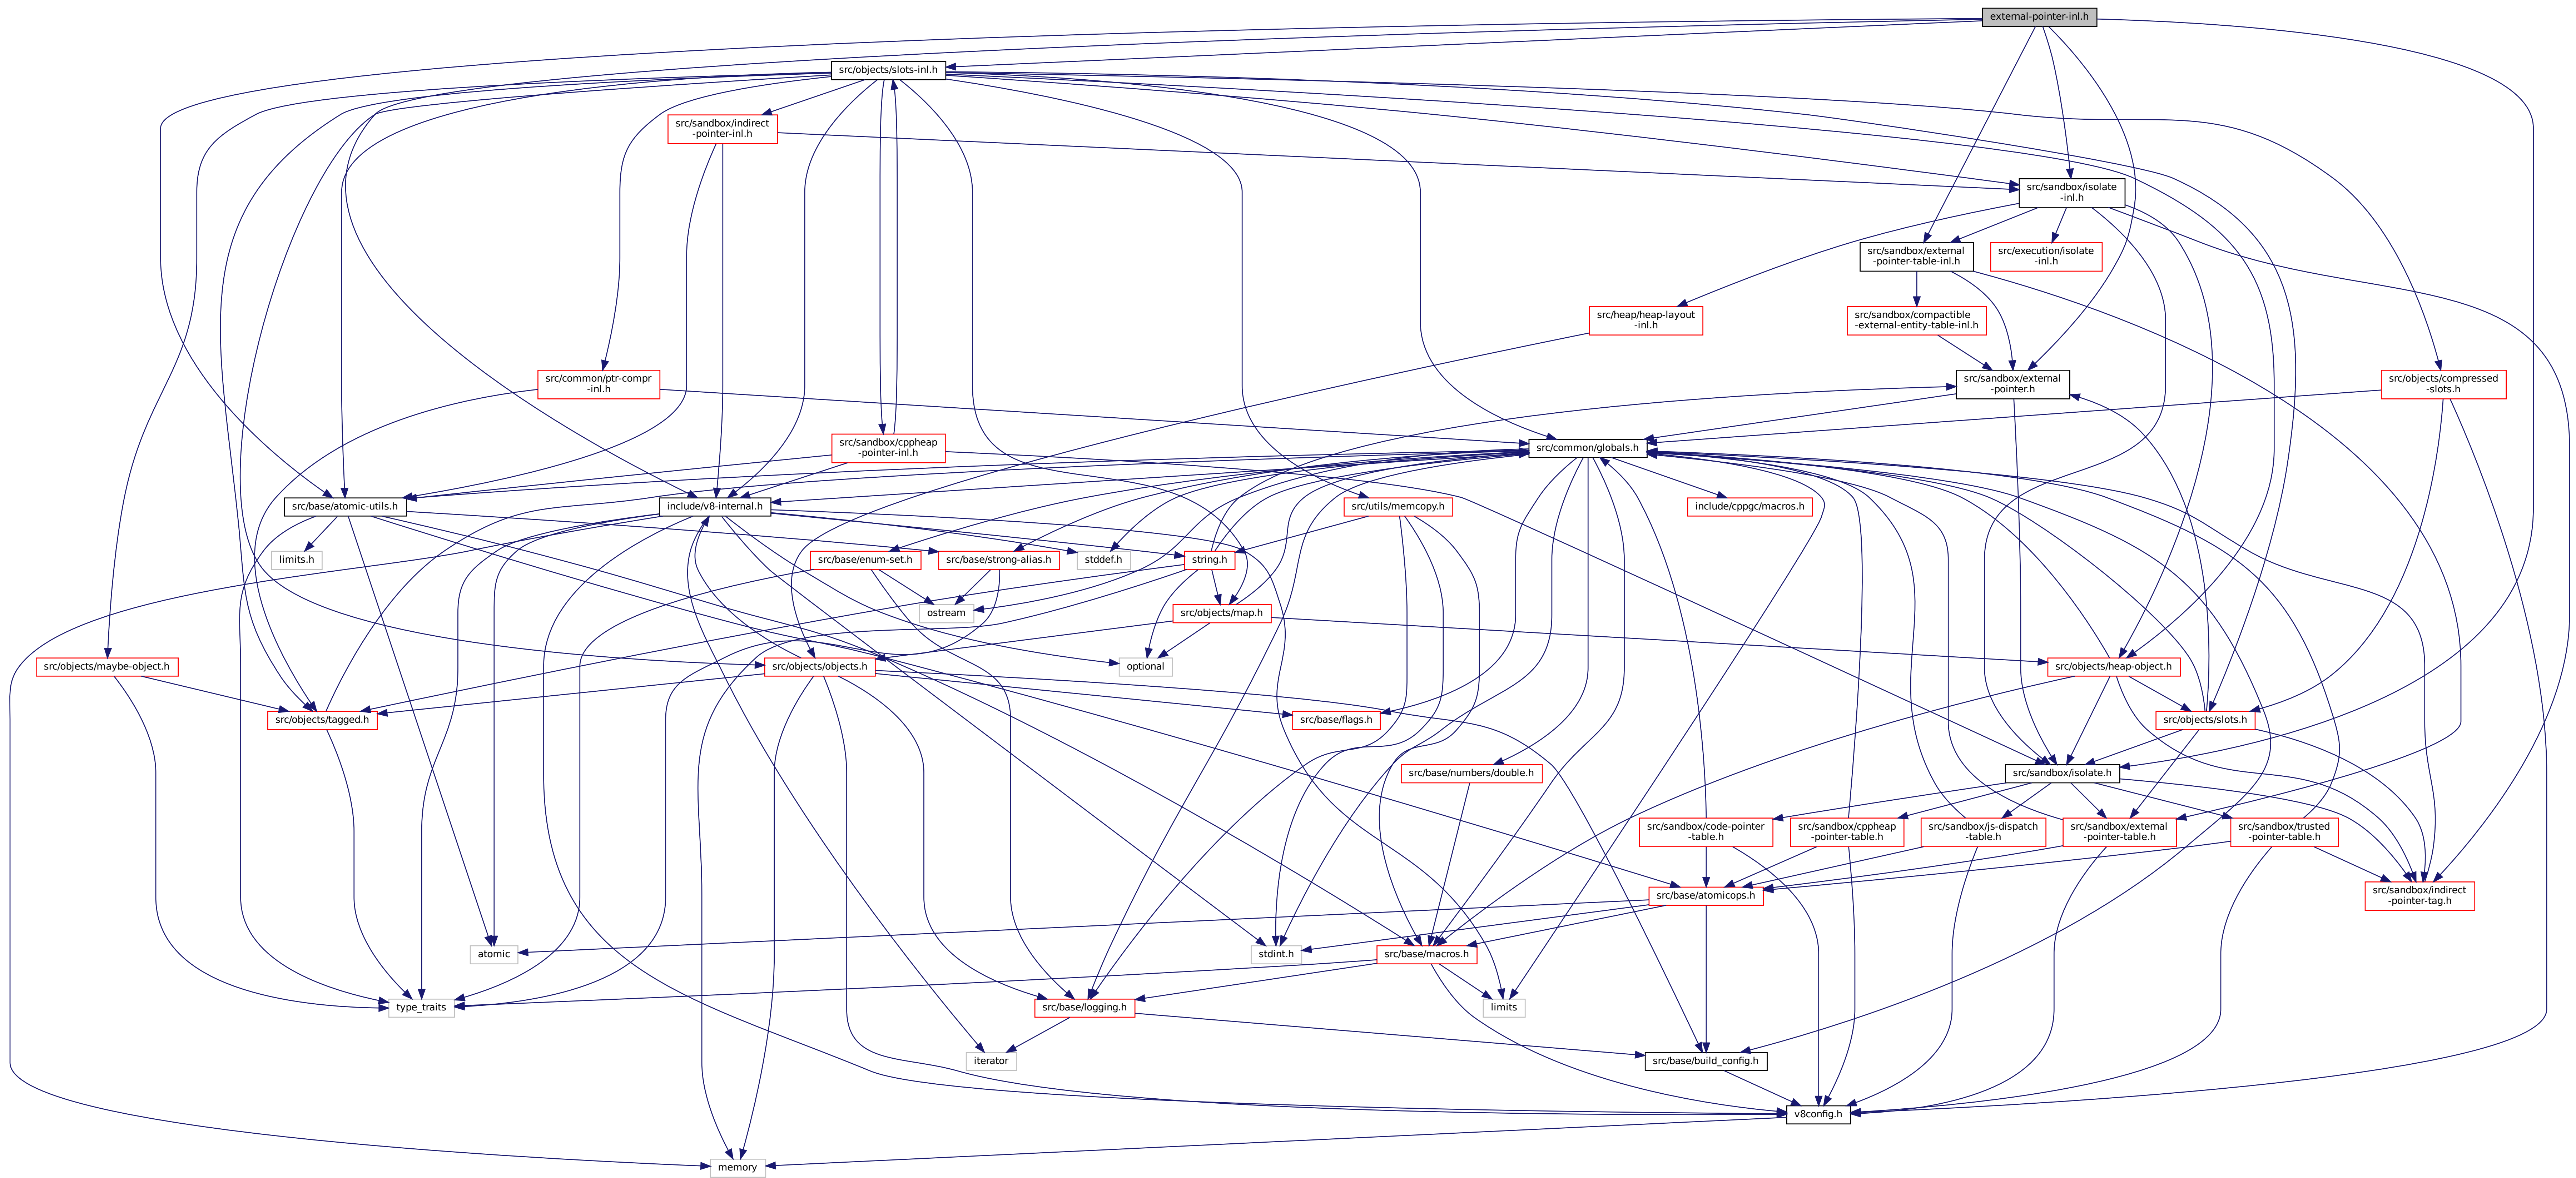 external-pointer-inl.h
src/objects/slots-inl.h
src/sandbox/indirect
-pointer-inl.h
src/sandbox/isolate
-inl.h
src/sandbox/external
-pointer-table-inl.h
src/execution/isolate
-inl.h
src/heap/heap-layout
-inl.h
src/sandbox/compactible
-external-entity-table-inl.h
src/common/ptr-compr
-inl.h
src/sandbox/external
-pointer.h
src/objects/compressed
-slots.h
src/sandbox/cppheap
-pointer-inl.h
src/common/globals.h
src/base/atomic-utils.h
include/v8-internal.h
src/utils/memcopy.h
include/cppgc/macros.h
limits.h
src/base/enum-set.h
src/base/strong-alias.h
stddef.h
string.h
ostream
src/objects/map.h
src/objects/maybe-object.h
src/objects/objects.h
optional
src/objects/heap-object.h
src/objects/tagged.h
src/base/flags.h
src/objects/slots.h
src/base/numbers/double.h
src/sandbox/isolate.h
src/sandbox/code-pointer
-table.h
src/sandbox/cppheap
-pointer-table.h
src/sandbox/js-dispatch
-table.h
src/sandbox/external
-pointer-table.h
src/sandbox/trusted
-pointer-table.h
src/base/atomicops.h
src/sandbox/indirect
-pointer-tag.h
atomic
stdint.h
src/base/macros.h
type_traits
src/base/logging.h
limits
iterator
src/base/build_config.h
v8config.h
memory